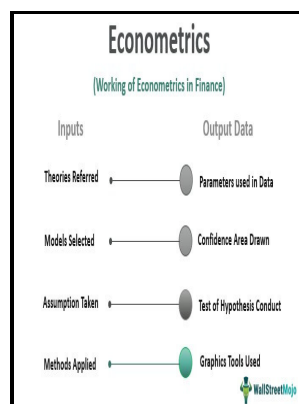 Econometrics
(Working of Econometrics in Finance)
Inputs Output Data
Theories Referred Parameters used in Data
Models Selected Confidence Area Drawn
Assumption Taken Test of Hypothesis Conduct
Methods Applied Graphics Tools Used
WallStreetMojo